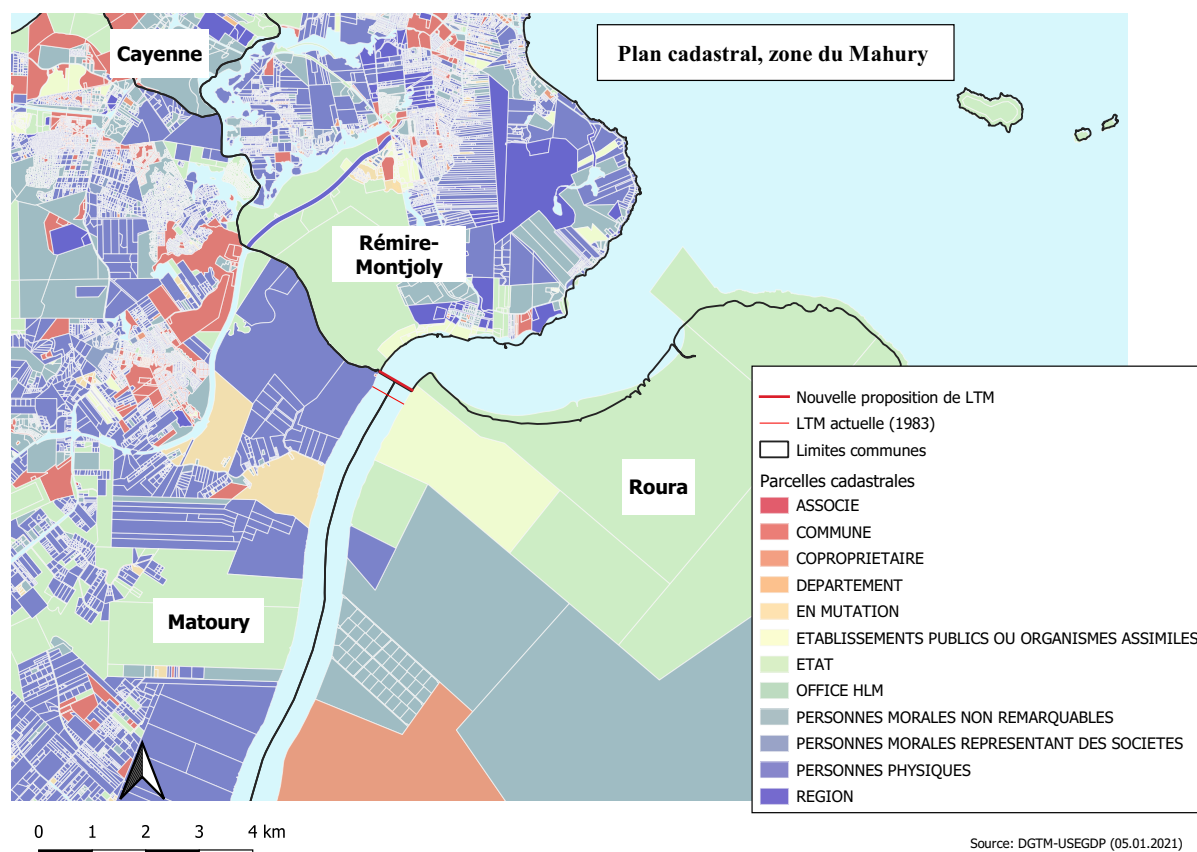 Plan cadastral, zone du Mahury
Cayenne
Rémire-
Montjoly
Roura
Matoury
Nouvelle proposition de LTM
LTM actuelle (1983)
Limites communes
Parcelles cadastrales
ASSOCIE
COMMUNE
COPROPRIETAIRE
DEPARTEMENT
EN MUTATION
ETABLISSEMENTS PUBLICS OU ORGANISMES ASSIMILES
ETAT
OFFICE HLM
PERSONNES MORALES NON REMARQUABLES
PERSONNES MORALES REPRESENTANT DES SOCIETES
PERSONNES PHYSIQUES
REGION
0 1 2 3 4 km
Source: DGTM-USEGDP (05.01.2021)